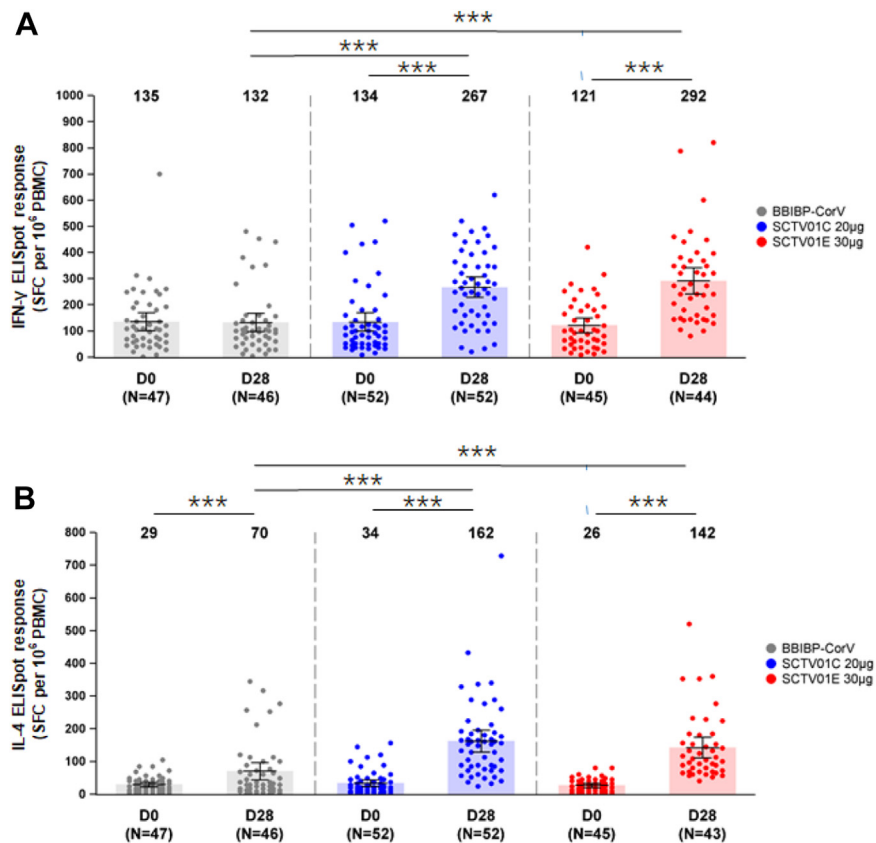 A
***
***
*** ***
135 132 134 267 121 292
1000
900
800
700
600
500
400
300
200
100
0
IFN-γ ELISpot response
(SFC per 10⁶ PBMC)
D0 D28 D0 D28 D0 D28
(N=47) (N=46) (N=52) (N=52) (N=45) (N=44)
BBIBP-CorV
SCTV01C 20µg
SCTV01E 30µg
B
***
***
*** *** ***
29 70 34 162 26 142
800
700
600
500
400
300
200
100
0
IL-4 ELISpot response
(SFC per 10⁶ PBMC)
D0 D28 D0 D28 D0 D28
(N=47) (N=46) (N=52) (N=52) (N=45) (N=43)
BBIBP-CorV
SCTV01C 20µg
SCTV01E 30µg